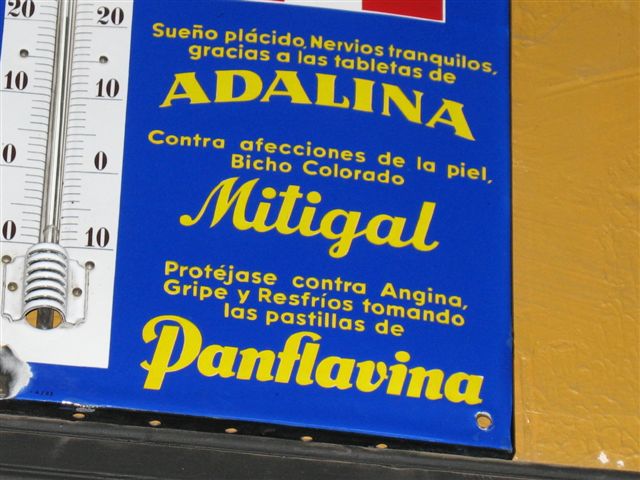 20 20
10 10
0 0
0 10
Sueño plácido, Nervios tranquilos,
gracias a las tabletas de
ADALINA
Contra afecciones de la piel,
Bicho Colorado
Mitigal
Protéjase contra Angina,
Gripe y Resfríos tomando
las pastillas de
Panflavina